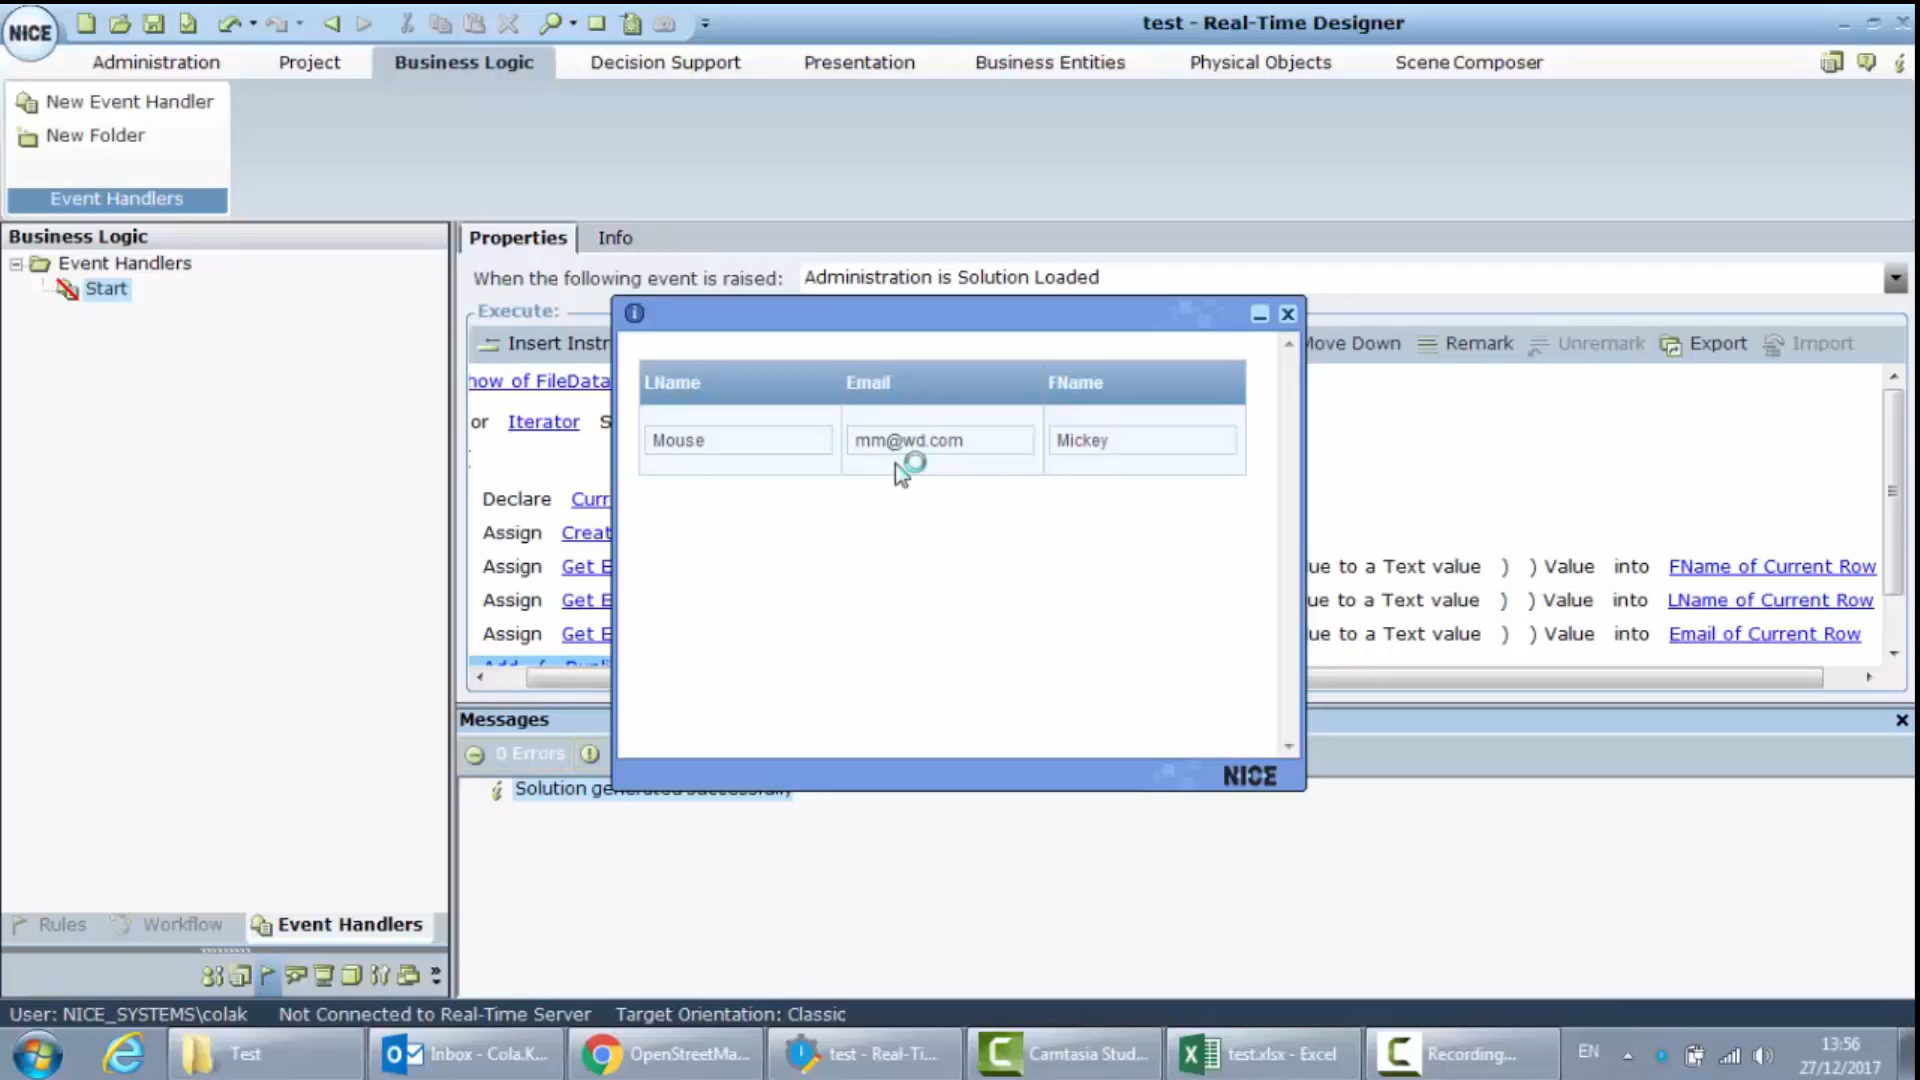 NICE
test - Real-Time Designer
Administration Project Business Logic Decision Support Presentation Business Entities Physical Objects Scene Composer
New Event Handler
New Folder
Event Handlers
Business Logic
Event Handlers
Start
Properties Info
When the following event is raised: Administration is Solution Loaded
Execute:
Insert Instr
Move Down Remark Unremark Export Import
how of FileData
or Iterator S
Declare Curr
Assign Creat
Assign Get E
ue to a Text value ) ) Value into FName of Current Row
Assign Get E
ue to a Text value ) ) Value into LName of Current Row
Assign Get E
ue to a Text value ) ) Value into Email of Current Row
LName Email FName
Mouse mm@wd.com Mickey
NICE
Messages
0 Errors
Solution generated successfully
Rules Workflow Event Handlers
User: NICE_SYSTEMS\colak Not Connected to Real-Time Server Target Orientation: Classic
Test
Inbox - Cola.K...
OpenStreetMa...
test - Real-Ti...
Camtasia Stud...
test.xlsx - Excel
Recording...
EN
13:56
27/12/2017